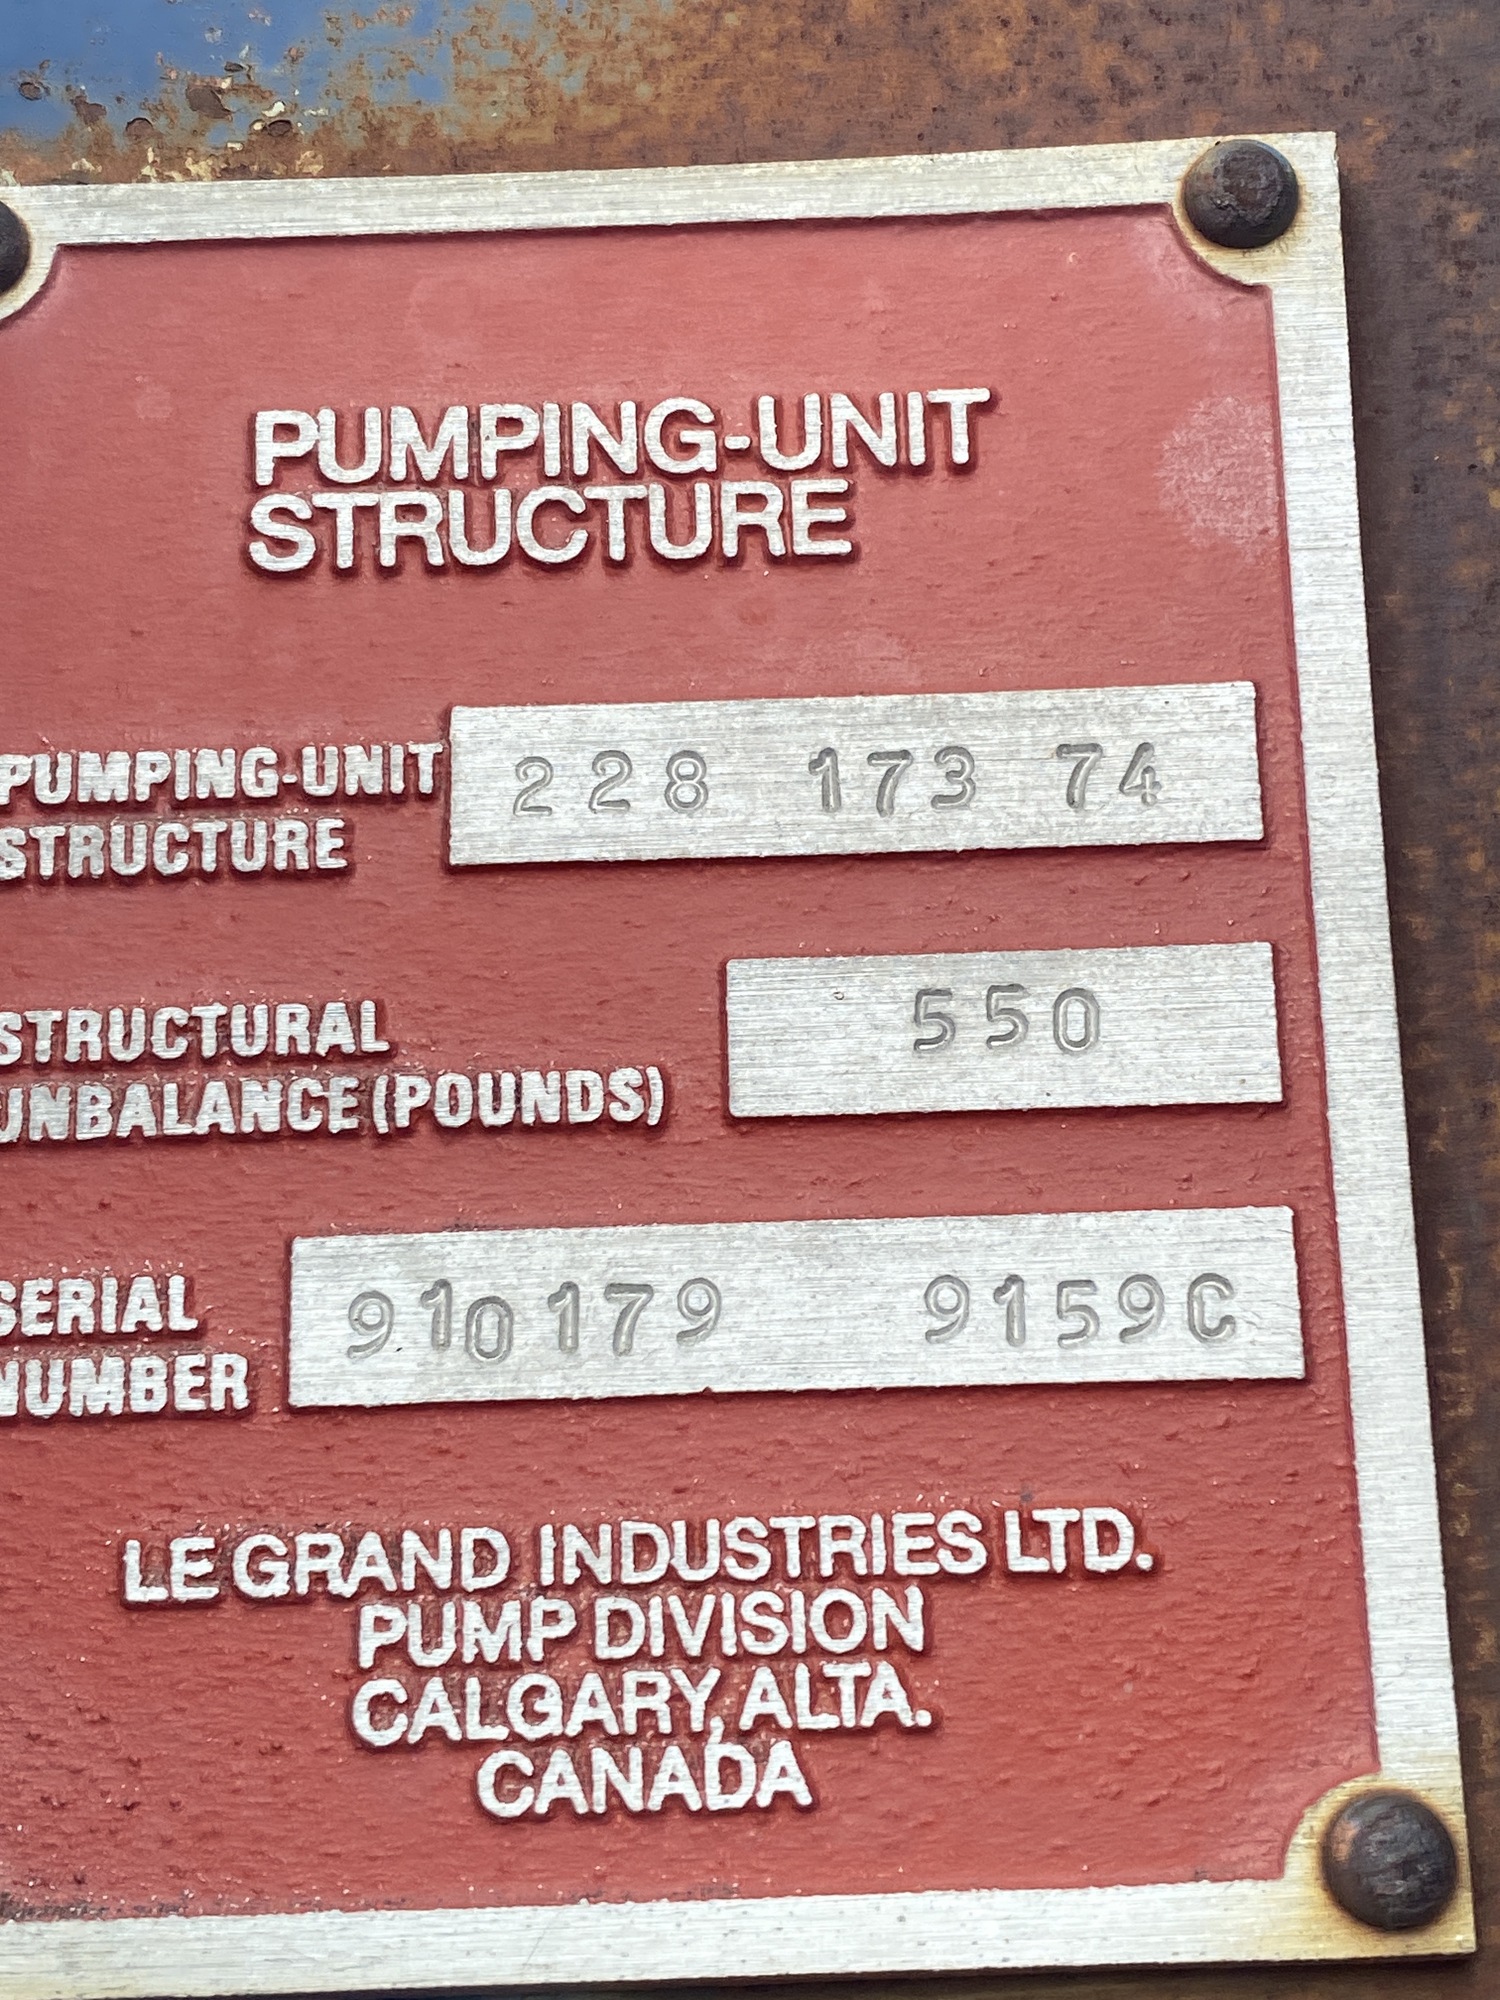 PUMPING-UNIT
STRUCTURE
PUMPING-UNIT
STRUCTURE
228 173 74
STRUCTURAL
UNBALANCE (POUNDS)
550
SERIAL
NUMBER
910179 9159C
LE GRAND INDUSTRIES LTD.
PUMP DIVISION
CALGARY, ALTA.
CANADA